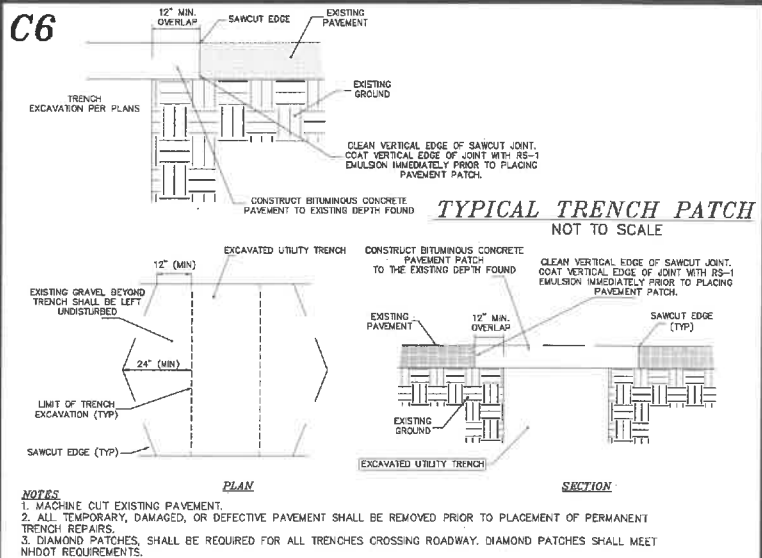 C6
12" MIN.
OVERLAP
SAWCUT EDGE
EXISTING
PAVEMENT
TRENCH
EXCAVATION PER PLANS
EXISTING
GROUND
CLEAN VERTICAL EDGE OF SAWCUT JOINT.
COAT VERTICAL EDGE OF JOINT WITH RS-1
EMULSION IMMEDIATELY PRIOR TO PLACING
PAVEMENT PATCH.
CONSTRUCT BITUMINOUS CONCRETE
PAVEMENT TO EXISTING DEPTH FOUND
TYPICAL TRENCH PATCH
NOT TO SCALE
12" (MIN)
EXCAVATED UTILITY TRENCH
EXISTING GRAVEL BEYOND
TRENCH SHALL BE LEFT
UNDISTURBED
24" (MIN)
LIMIT OF TRENCH
EXCAVATION (TYP)
SAWCUT EDGE (TYP)
PLAN
CONSTRUCT BITUMINOUS CONCRETE
PAVEMENT PATCH
TO THE EXISTING DEPTH FOUND
CLEAN VERTICAL EDGE OF SAWCUT JOINT.
COAT VERTICAL EDGE OF JOINT WITH RS-1
EMULSION IMMEDIATELY PRIOR TO PLACING
PAVEMENT PATCH.
EXISTING
PAVEMENT
12" MIN.
OVERLAP
SAWCUT EDGE
(TYP)
EXISTING
GROUND
EXCAVATED UTILITY TRENCH
SECTION
NOTES
1. MACHINE CUT EXISTING PAVEMENT.
2. ALL TEMPORARY, DAMAGED, OR DEFECTIVE PAVEMENT SHALL BE REMOVED PRIOR TO PLACEMENT OF PERMANENT
TRENCH REPAIRS.
3. DIAMOND PATCHES, SHALL BE REQUIRED FOR ALL TRENCHES CROSSING ROADWAY. DIAMOND PATCHES SHALL MEET
NHDOT REQUIREMENTS.